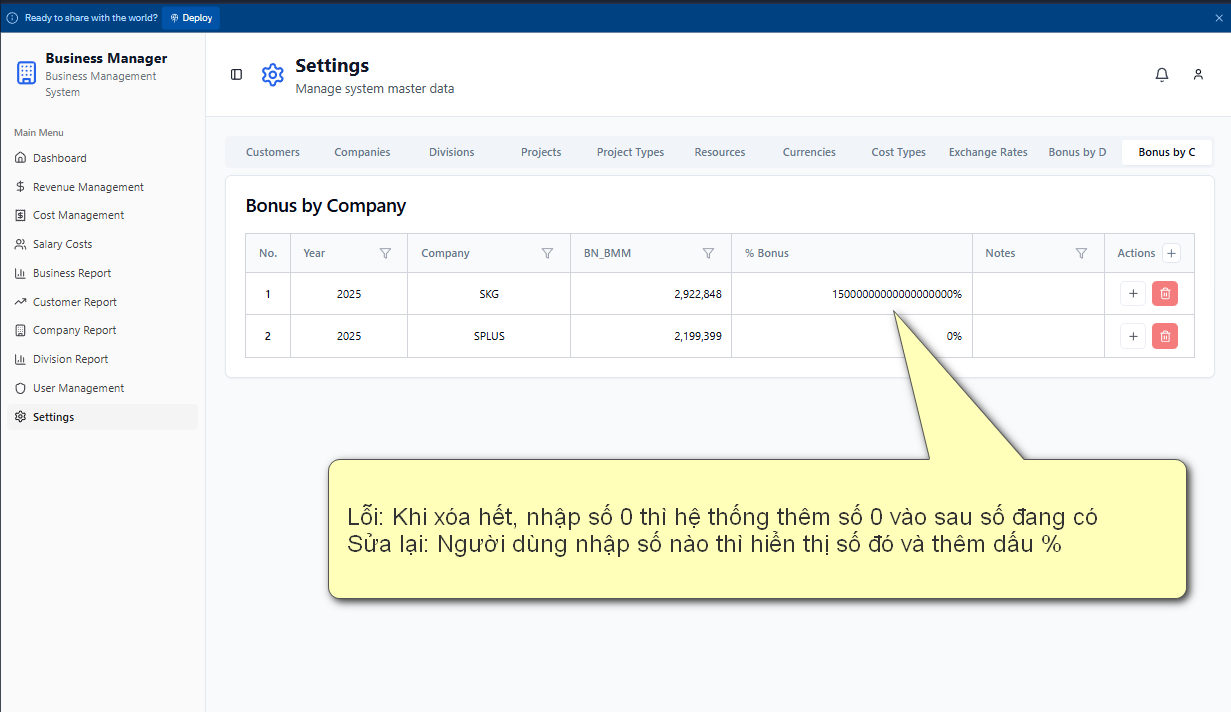 Ready to share with the world? Deploy
Business Manager
Business Management
System
Settings
Manage system master data
Main Menu
Dashboard
Revenue Management
Cost Management
Salary Costs
Business Report
Customer Report
Company Report
Division Report
User Management
Settings
Customers Companies Divisions Projects Project Types Resources Currencies Cost Types Exchange Rates Bonus by D Bonus by C
Bonus by Company
No. Year Company BN_BMM % Bonus Notes Actions
1 2025 SKG 2,922,848 1500000000000000000% 
2 2025 SPLUS 2,199,399 0%
Lỗi: Khi xóa hết, nhập số 0 thì hệ thống thêm số 0 vào sau số đang có
Sửa lại: Người dùng nhập số nào thì hiển thị số đó và thêm dấu %